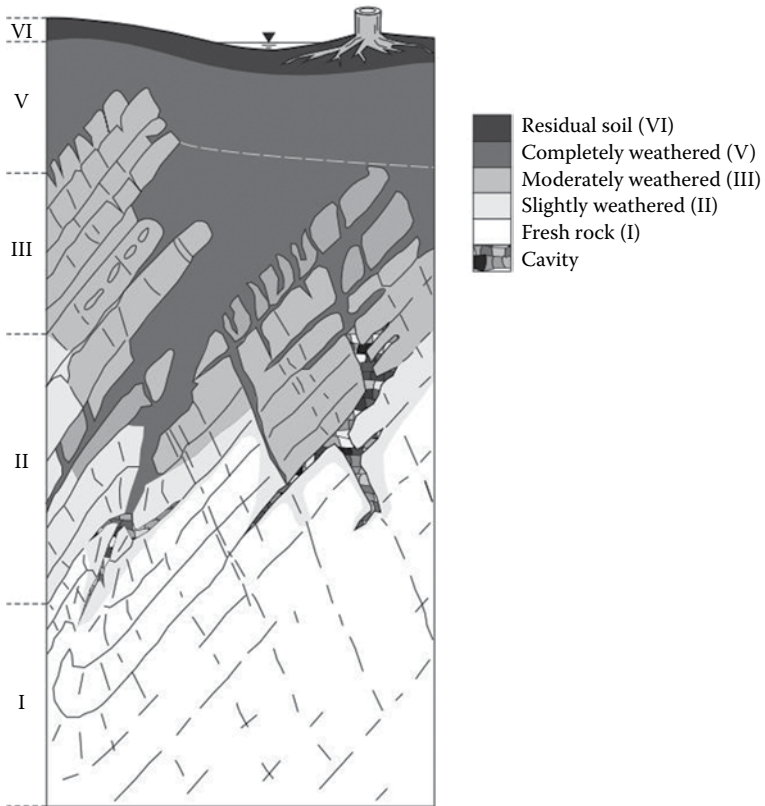 VI
V
III
II
I
Residual soil (VI)
Completely weathered (V)
Moderately weathered (III)
Slightly weathered (II)
Fresh rock (I)
Cavity